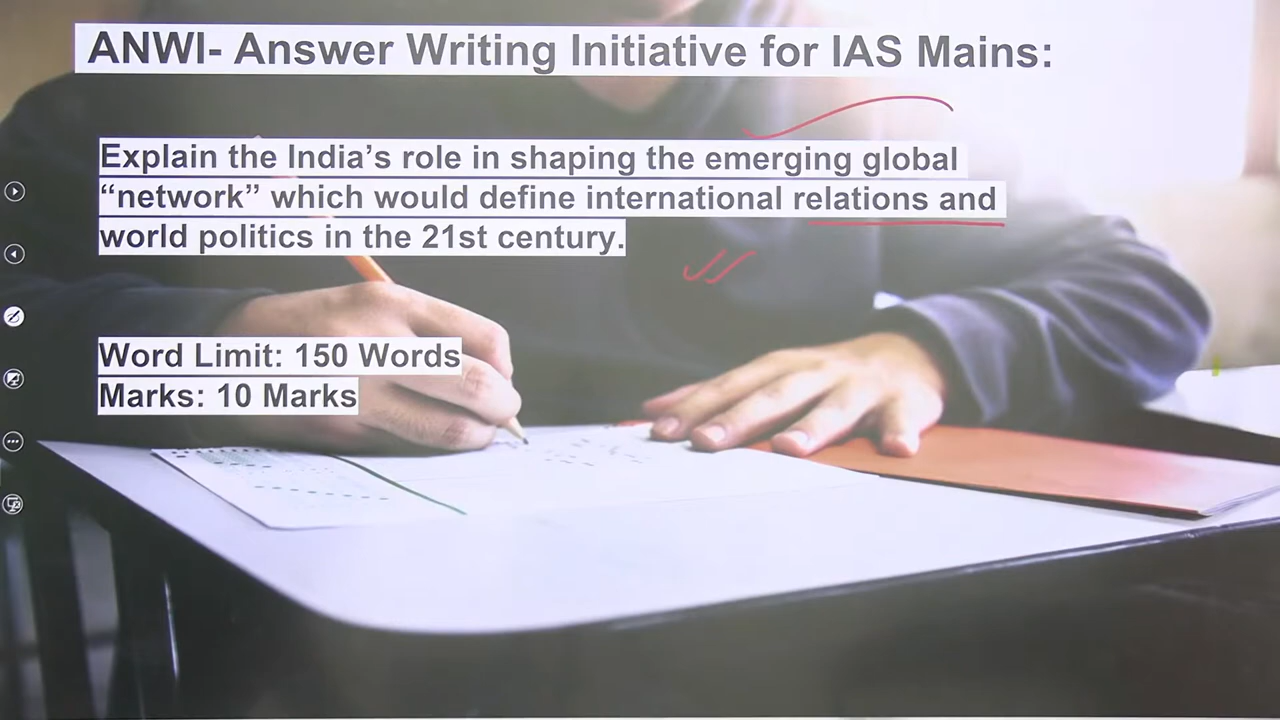 ANWI- Answer Writing Initiative for IAS Mains:
Explain the India's role in shaping the emerging global
“network” which would define international relations and
world politics in the 21st century.
Word Limit: 150 Words
Marks: 10 Marks